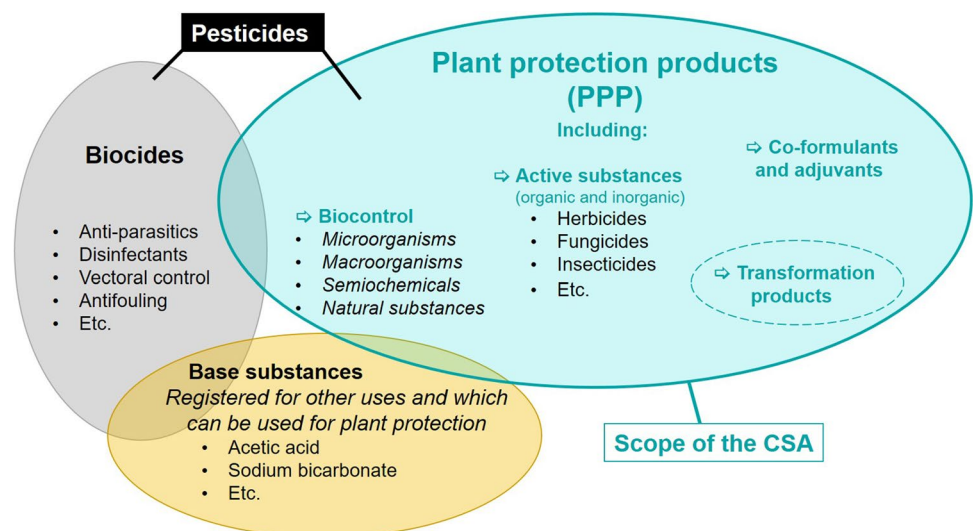 Pesticides
Plant protection products
(PPP)
Including:
Biocides
• Anti-parasitics
• Disinfectants
• Vectoral control
• Antifouling
• Etc.
⇨ Biocontrol
• Microorganisms
• Macroorganisms
• Semiochemicals
• Natural substances
⇨ Active substances
(organic and inorganic)
• Herbicides
• Fungicides
• Insecticides
• Etc.
⇨ Co-formulants
and adjuvants
⇨ Transformation
products
Base substances
Registered for other uses and which
can be used for plant protection
• Acetic acid
• Sodium bicarbonate
• Etc.
Scope of the CSA